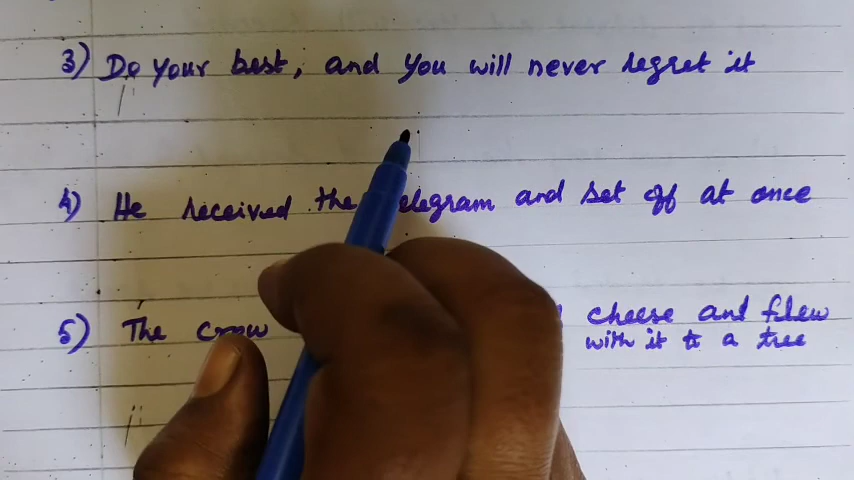 3) Do your best, and you will never regret it
4) He received the telegram and set off at once
5) The crow cheese and flew
with it to a tree